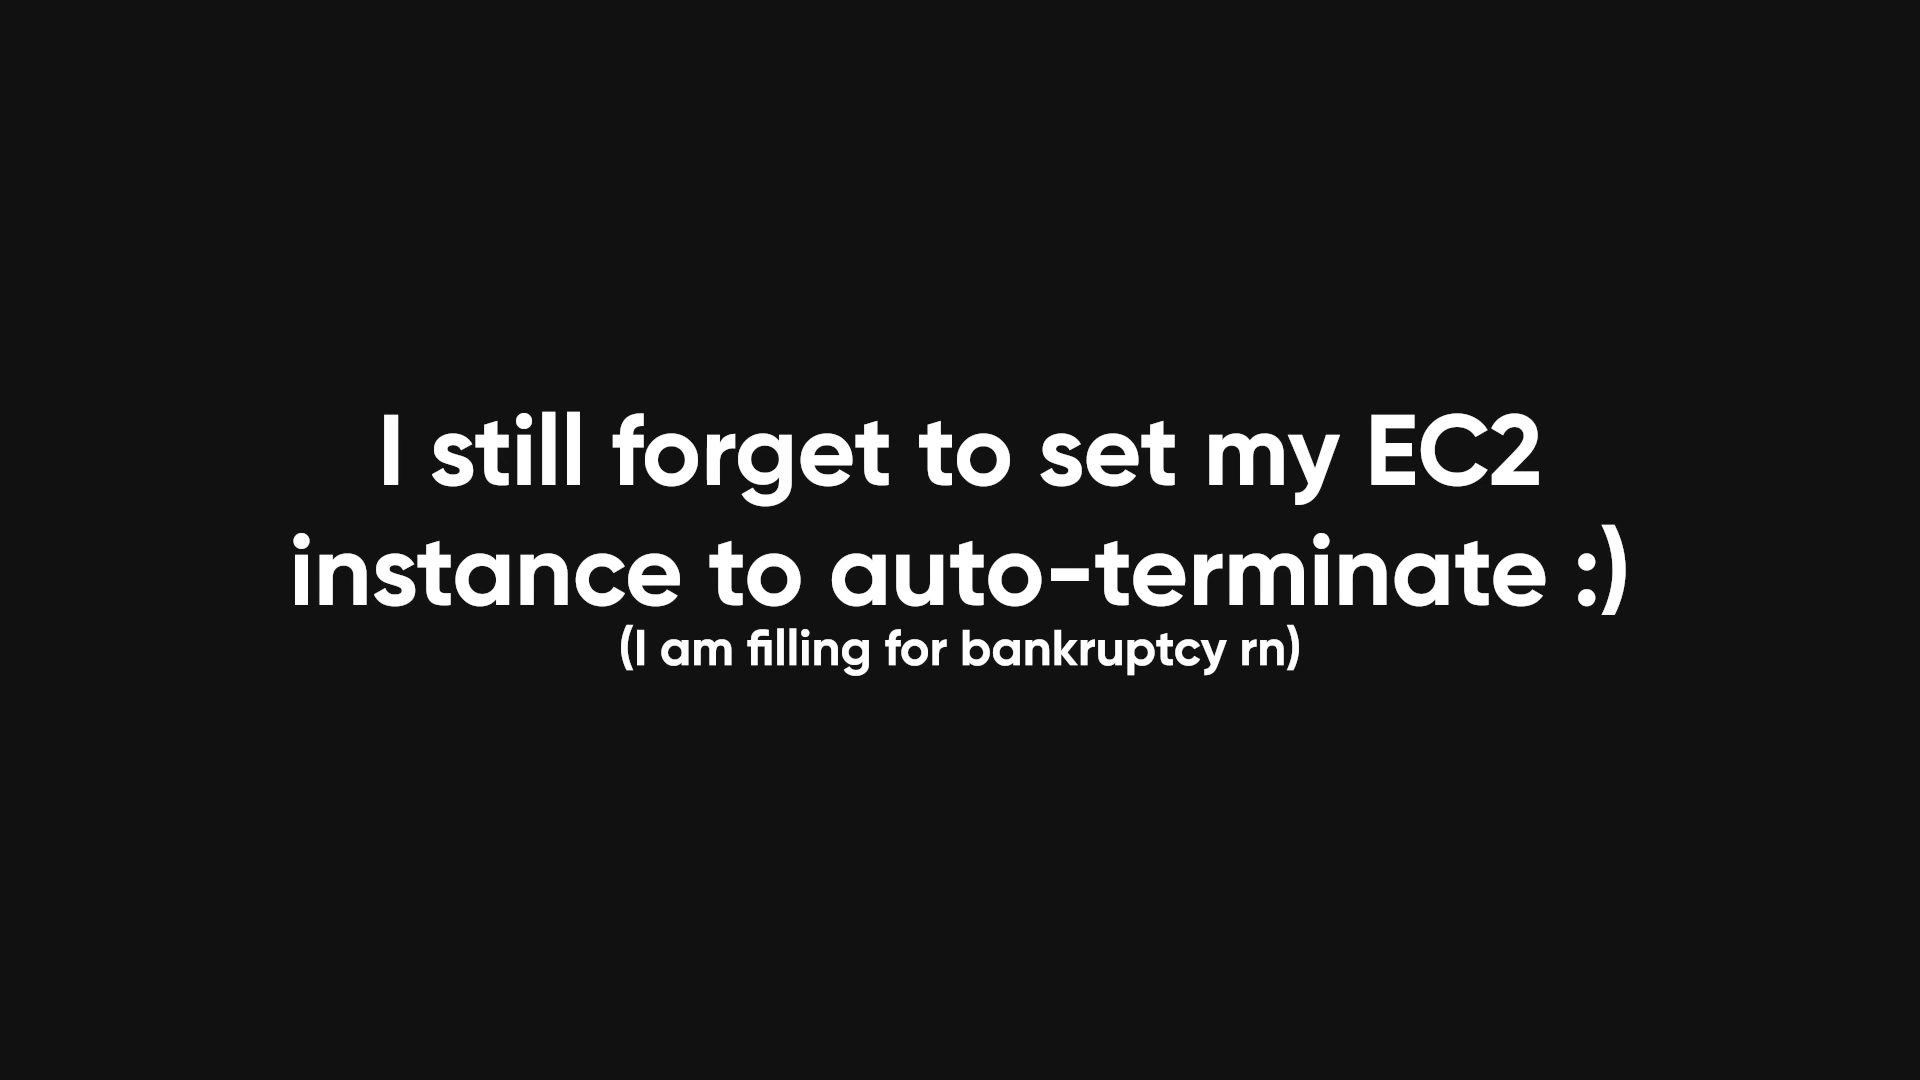 I still forget to set my EC2
instance to auto-terminate :)
(I am filling for bankruptcy rn)